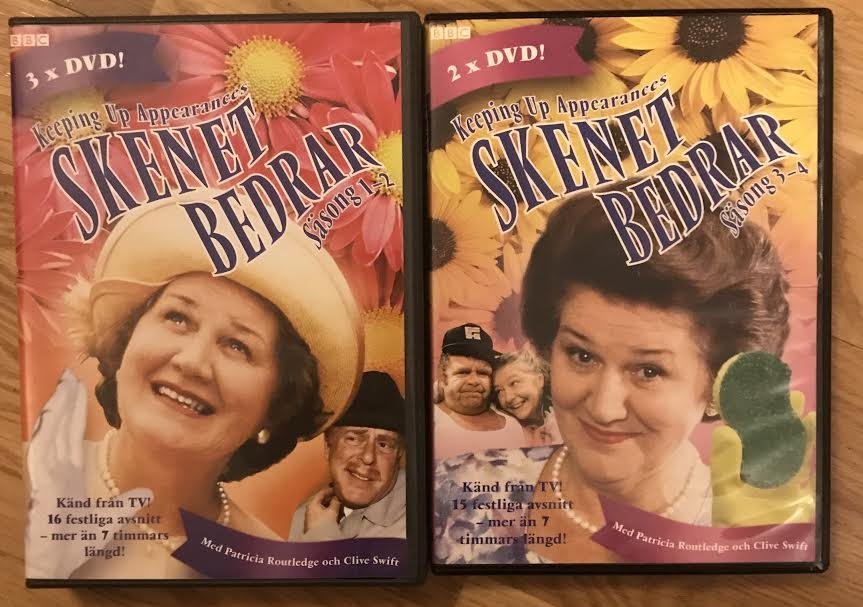 BBC
3 x DVD!
Keeping Up Appearances
SKENET
BEDRAR
Säsong 1-2
Känd från TV!
16 festliga avsnitt
– mer än 7 timmars
längd!
Med Patricia Routledge och Clive Swift
BBC
2 x DVD!
Keeping Up Appearances
SKENET
BEDRAR
Säsong 3-4
Känd från TV!
15 festliga avsnitt
– mer än 7
timmars längd!
Med Patricia Routledge och Clive Swift